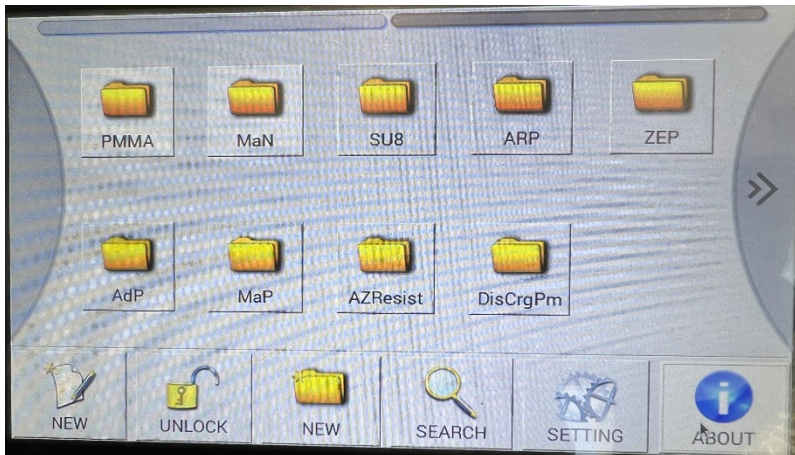 PMMA MaN SU8 ARP ZEP
AdP MaP AZResist DisCrgPm
NEW UNLOCK NEW SEARCH SETTING ABOUT